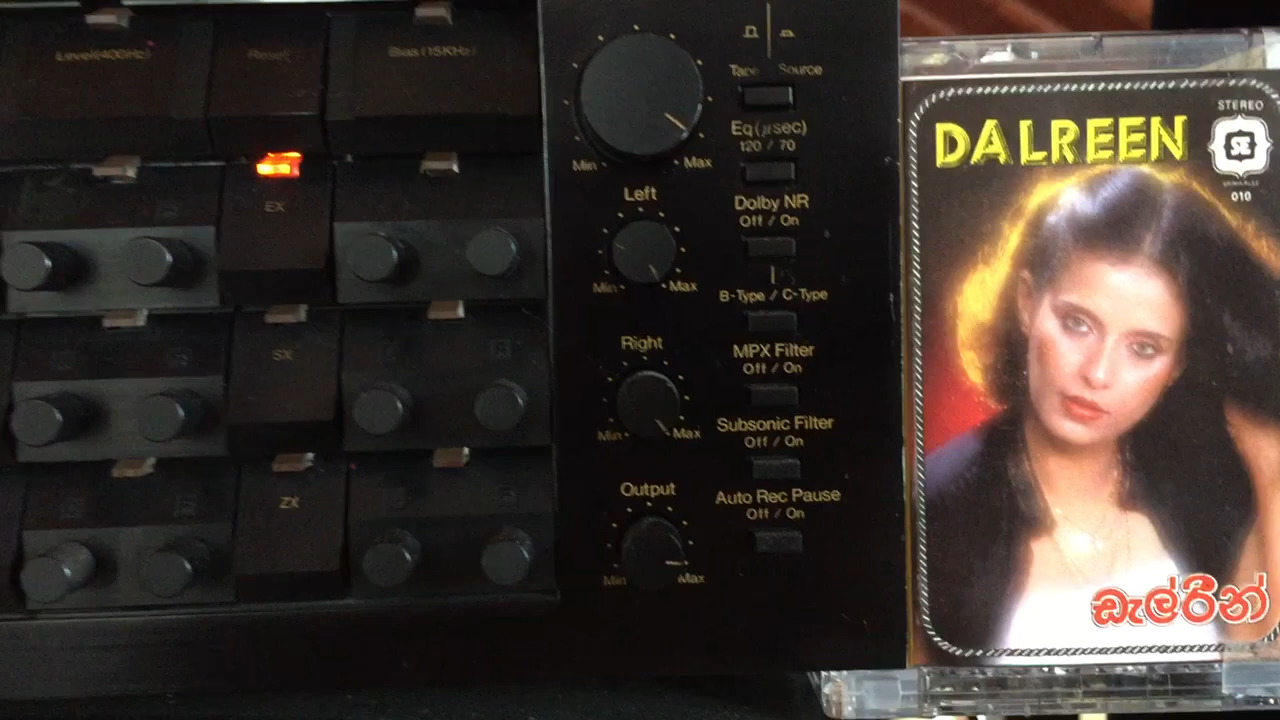 Level(400Hz)
Reset
Bias(15KHz)
EX
SX
ZX
Min
Max
Left
Min
Max
Right
Min
Max
Output
Min
Max
Tape
Source
Eq(μsec)
120 / 70
Dolby NR
Off / On
B-Type / C-Type
MPX Filter
Off / On
Subsonic Filter
Off / On
Auto Rec Pause
Off / On
DALREEN
STEREO
010
ඩැල්රීන්